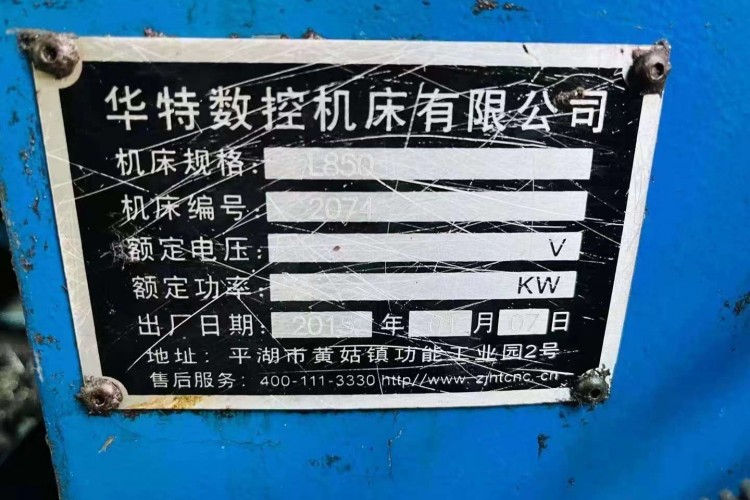 华特数控机床有限公司
机床规格: L850
机床编号: 2074
额定电压: V
额定功率: KW
出厂日期: 2013 年 01 月 07 日
地址: 平湖市黄姑镇功能工业园2号
售后服务: 400-111-3330 http//www.zjhtcnc.cn